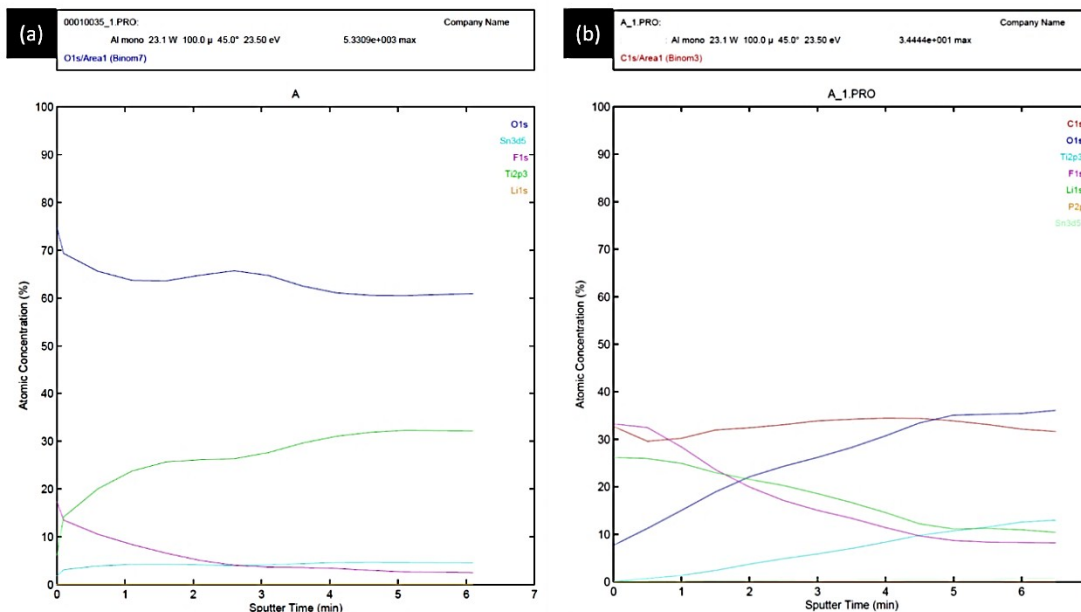 (a)
00010035_1.PRO: Company Name
Al mono 23.1 W 100.0 µ 45.0° 23.50 eV 5.3309e+003 max
O1s/Area1 (Binom7)
A
Atomic Concentration (%)
100
90
80
70
60
50
40
30
20
10
0
O1s
Sn3d5
F1s
Ti2p3
Li1s
0 1 2 3 4 5 6 7
Sputter Time (min)
(b)
A_1.PRO: Company Name
: Al mono 23.1 W 100.0 µ 45.0° 23.50 eV 3.4444e+001 max
C1s/Area1 (Binom3)
A_1.PRO
Atomic Concentration (%)
100
90
80
70
60
50
40
30
20
10
0
C1s
O1s
Ti2p3
F1s
Li1s
P2p
Sn3d5
0 1 2 3 4 5 6
Sputter Time (min)